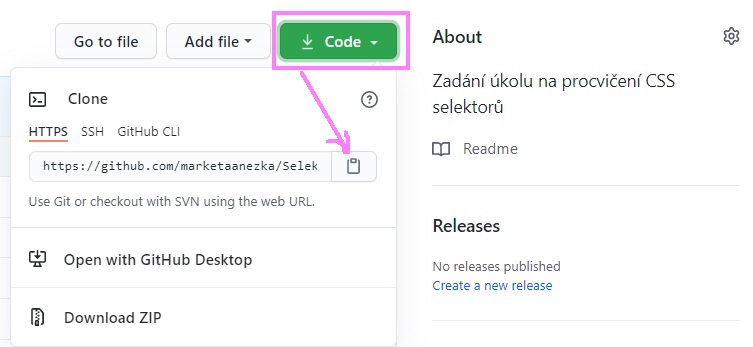 Go to file
Add file
Code
Clone
HTTPS SSH GitHub CLI
https://github.com/marketaanezka/Selek
Use Git or checkout with SVN using the web URL.
Open with GitHub Desktop
Download ZIP
About
Zadání úkolu na procvičení CSS
selektorů
Readme
Releases
No releases published
Create a new release